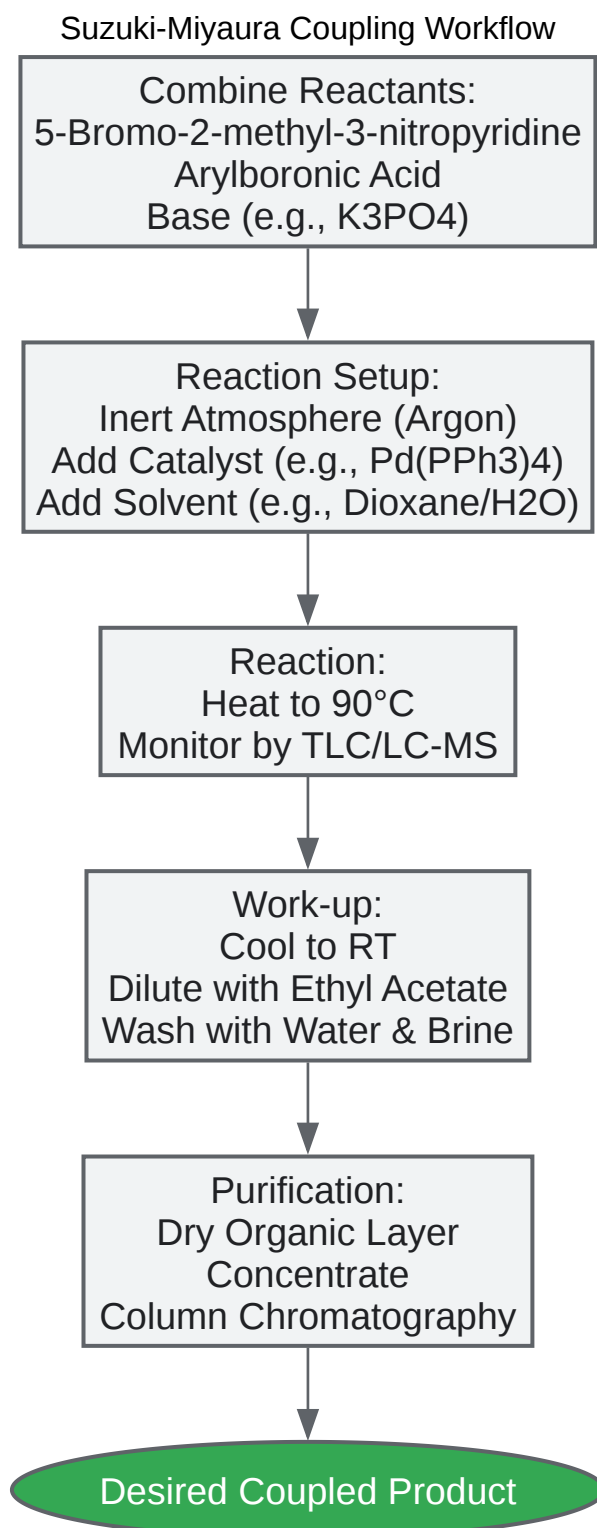 Suzuki-Miyaura Coupling Workflow
Combine Reactants:
5-Bromo-2-methyl-3-nitropyridine
Arylboronic Acid
Base (e.g., K3PO4)
Reaction Setup:
Inert Atmosphere (Argon)
Add Catalyst (e.g., Pd(PPh3)4)
Add Solvent (e.g., Dioxane/H2O)
Reaction:
Heat to 90°C
Monitor by TLC/LC-MS
Work-up:
Cool to RT
Dilute with Ethyl Acetate
Wash with Water & Brine
Purification:
Dry Organic Layer
Concentrate
Column Chromatography
Desired Coupled Product